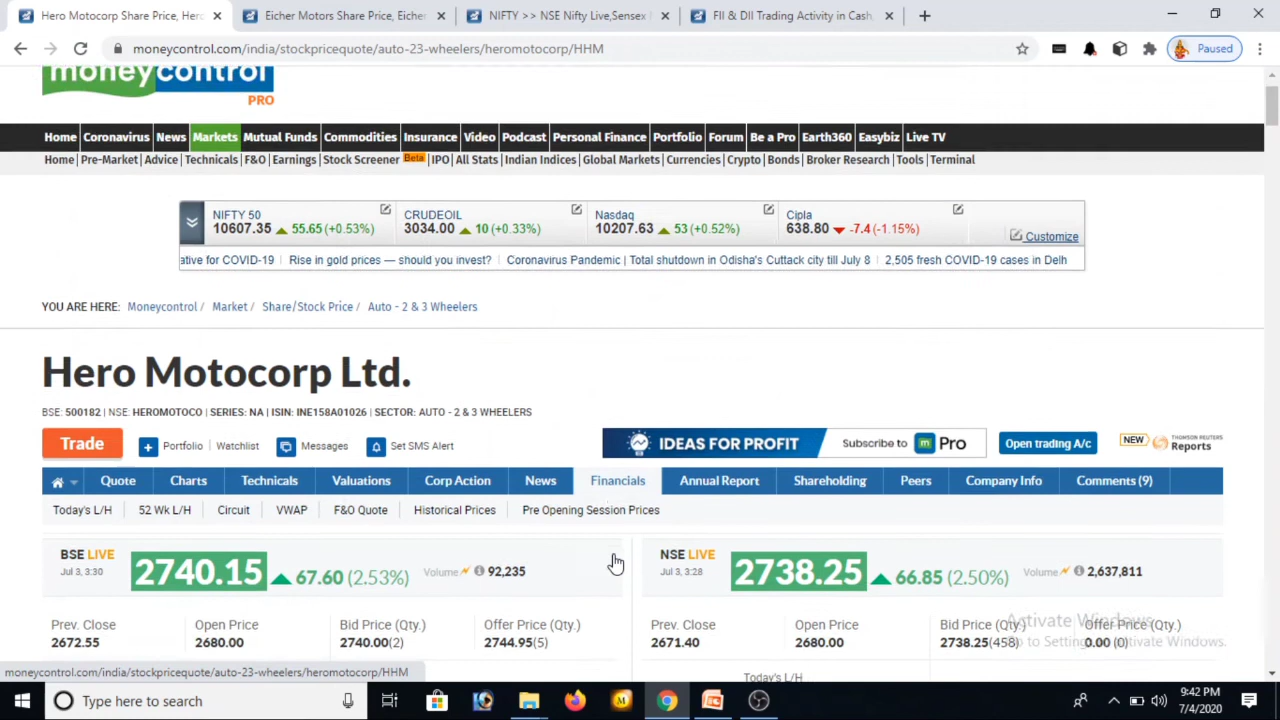 Hero Motocorp Share Price, Hero
Eicher Motors Share Price, Eicher
NIFTY >> NSE Nifty Live,Sensex
FII & DII Trading Activity in Cash,
moneycontrol.com/india/stockpricequote/auto-23-wheelers/heromotocorp/HHM
Paused
moneycontrol
PRO
Home Coronavirus News Markets Mutual Funds Commodities Insurance Video Podcast Personal Finance Portfolio Forum Be a Pro Earth360 Easybiz Live TV
Home Pre-Market Advice Technicals F&O Earnings Stock Screener Beta IPO All Stats Indian Indices Global Markets Currencies Crypto Bonds Broker Research Tools Terminal
NIFTY 50 CRUDEOIL Nasdaq Cipla
10607.35 55.65 (+0.53%) 3034.00 10 (+0.33%) 10207.63 53 (+0.52%) 638.80 -7.4 (-1.15%)
Customize
ative for COVID-19 | Rise in gold prices — should you invest? | Coronavirus Pandemic | Total shutdown in Odisha's Cuttack city till July 8 | 2,505 fresh COVID-19 cases in Delh
YOU ARE HERE: Moneycontrol / Market / Share/Stock Price / Auto - 2 & 3 Wheelers
Hero Motocorp Ltd.
BSE: 500182 | NSE: HEROMOTOCO | SERIES: NA | ISIN: INE158A01026 | SECTOR: AUTO - 2 & 3 WHEELERS
Trade + Portfolio Watchlist Messages Set SMS Alert
IDEAS FOR PROFIT Subscribe to m Pro Open trading A/c NEW THOMSON REUTERS Reports
Quote Charts Technicals Valuations Corp Action News Financials Annual Report Shareholding Peers Company Info Comments (9)
Today's L/H 52 Wk L/H Circuit VWAP F&O Quote Historical Prices Pre Opening Session Prices
BSE LIVE
Jul 3, 3:30
2740.15 67.60 (2.53%) Volume 92,235
NSE LIVE
Jul 3, 3:28
2738.25 66.85 (2.50%) Volume 2,637,811
Prev. Close Open Price Bid Price (Qty.) Offer Price (Qty.)
2672.55 2680.00 2740.00(2) 2744.95(5)
Prev. Close Open Price Bid Price (Qty.) Offer Price (Qty.)
2671.40 2680.00 2738.25(458) 0.00 (0)
Today's L/H
Activate Windows
Go to Settings to activate Windows.
moneycontrol.com/india/stockpricequote/auto-23-wheelers/heromotocorp/HHM
Type here to search
9:42 PM
7/4/2020